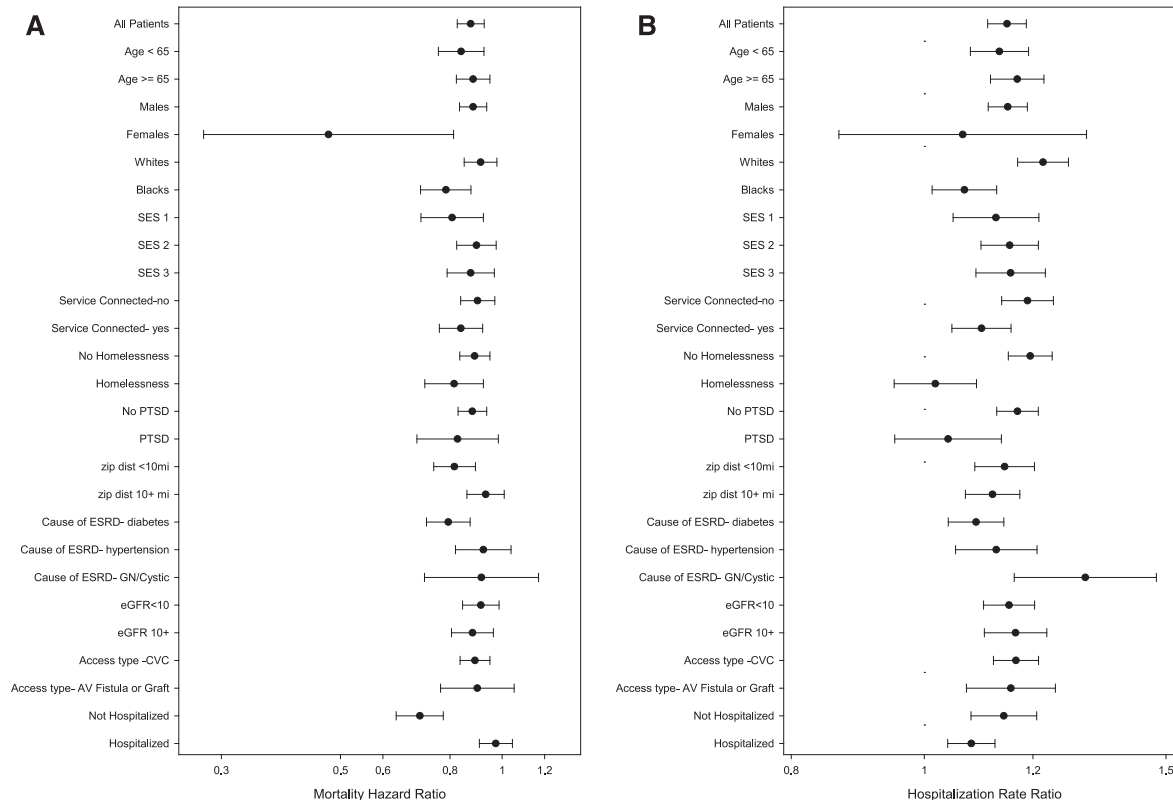 A
All Patients
Age < 65
Age >= 65
Males
Females
Whites
Blacks
SES 1
SES 2
SES 3
Service Connected-no
Service Connected- yes
No Homelessness
Homelessness
No PTSD
PTSD
zip dist <10mi
zip dist 10+ mi
Cause of ESRD- diabetes
Cause of ESRD- hypertension
Cause of ESRD- GN/Cystic
eGFR<10
eGFR 10+
Access type -CVC
Access type- AV Fistula or Graft
Not Hospitalized
Hospitalized
0.3 0.5 0.6 0.8 1 1.2
Mortality Hazard Ratio
B
All Patients
Age < 65
Age >= 65
Males
Females
Whites
Blacks
SES 1
SES 2
SES 3
Service Connected-no
Service Connected- yes
No Homelessness
Homelessness
No PTSD
PTSD
zip dist <10mi
zip dist 10+ mi
Cause of ESRD- diabetes
Cause of ESRD- hypertension
Cause of ESRD- GN/Cystic
eGFR<10
eGFR 10+
Access type -CVC
Access type- AV Fistula or Graft
Not Hospitalized
Hospitalized
0.8 1 1.2 1.5
Hospitalization Rate Ratio